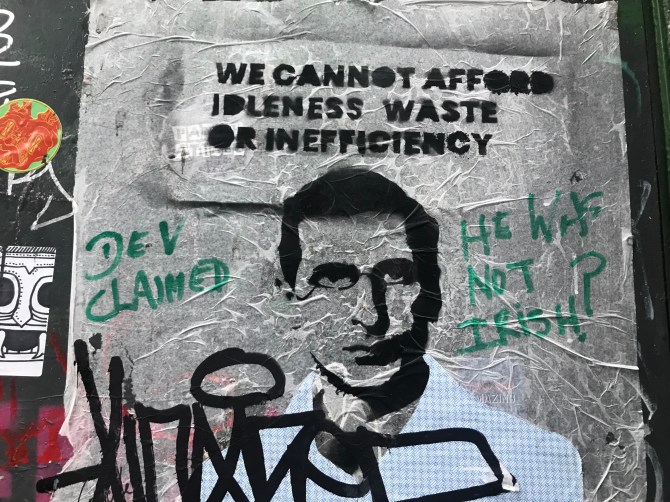 WE CANNOT AFFORD
IDLENESS WASTE
OR INEFFICIENCY
DEV
CLAIMED
HE WAS
NOT
IRISH?